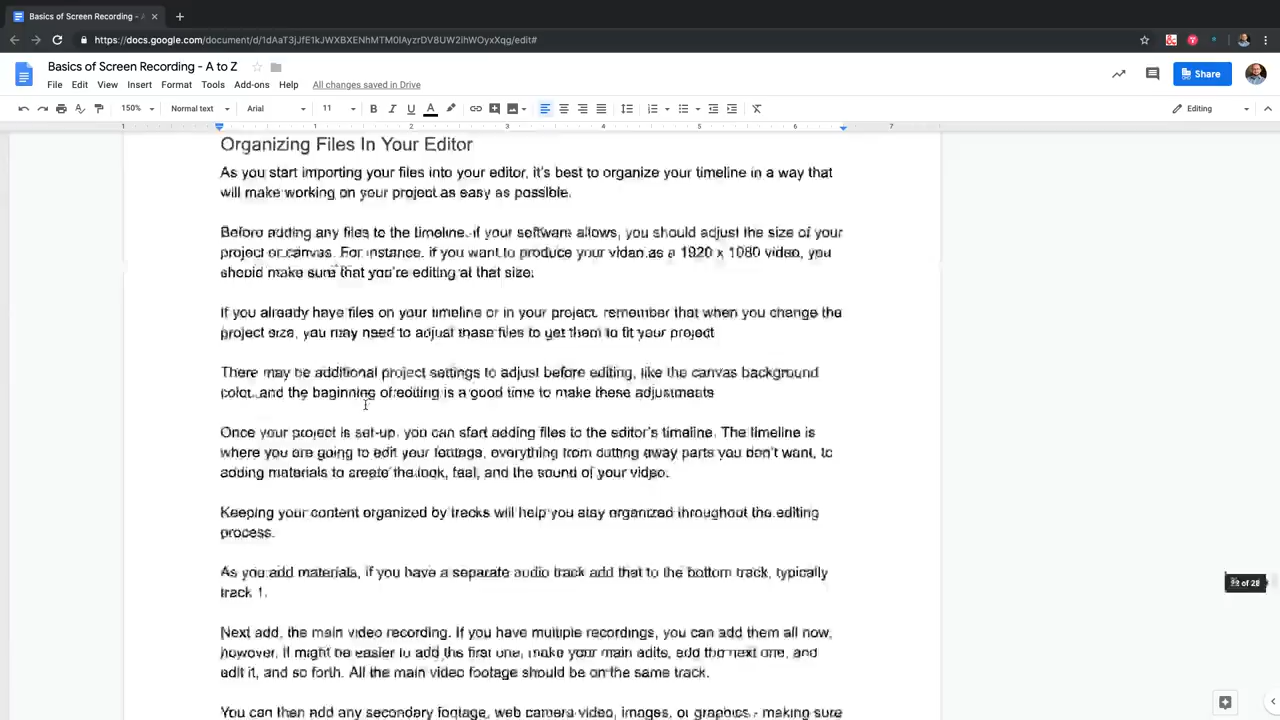 Basics of Screen Recording - A
https://docs.google.com/document/d/1dAaT3jJfE1kJWXBXENhMTM0IAyzrDV8UW2ihWOyxXqg/edit#
Basics of Screen Recording - A to Z
Share
File Edit View Insert Format Tools Add-ons Help All changes saved in Drive
150% Normal text Arial 11 B I U A Editing
1 1 2 3 4 5 6 7
Organizing Files In Your Editor
As you start importing your files into your editor, it's best to organize your timeline in a way that
will make working on your project as easy as possible.
Before adding any files to the timeline, if your software allows, you should adjust the size of your
project or canvas. For instance, if you want to produce your video as a 1920 x 1080 video, you
should make sure that you're editing at that size.
If you already have files on your timeline or in your project, remember that when you change the
project size, you may need to adjust these files to get them to fit your project
There may be additional project settings to adjust before editing, like the canvas background
color, and the beginning of editing is a good time to make these adjustments
Once your project is set-up, you can start adding files to the editor's timeline. The timeline is
where you are going to edit your footage, everything from cutting away parts you don't want, to
adding materials to create the look, feel, and the sound of your video.
Keeping your content organized by tracks will help you stay organized throughout the editing
process.
As you add materials, if you have a separate audio track add that to the bottom track, typically
track 1.
Next add, the main video recording. If you have multiple recordings, you can add them all now,
however, it might be easier to add the first one, make your main edits, add the next one, and
edit it, and so forth. All the main video footage should be on the same track.
You can then add any secondary footage, web camera video, images, or graphics - making sure
of 28